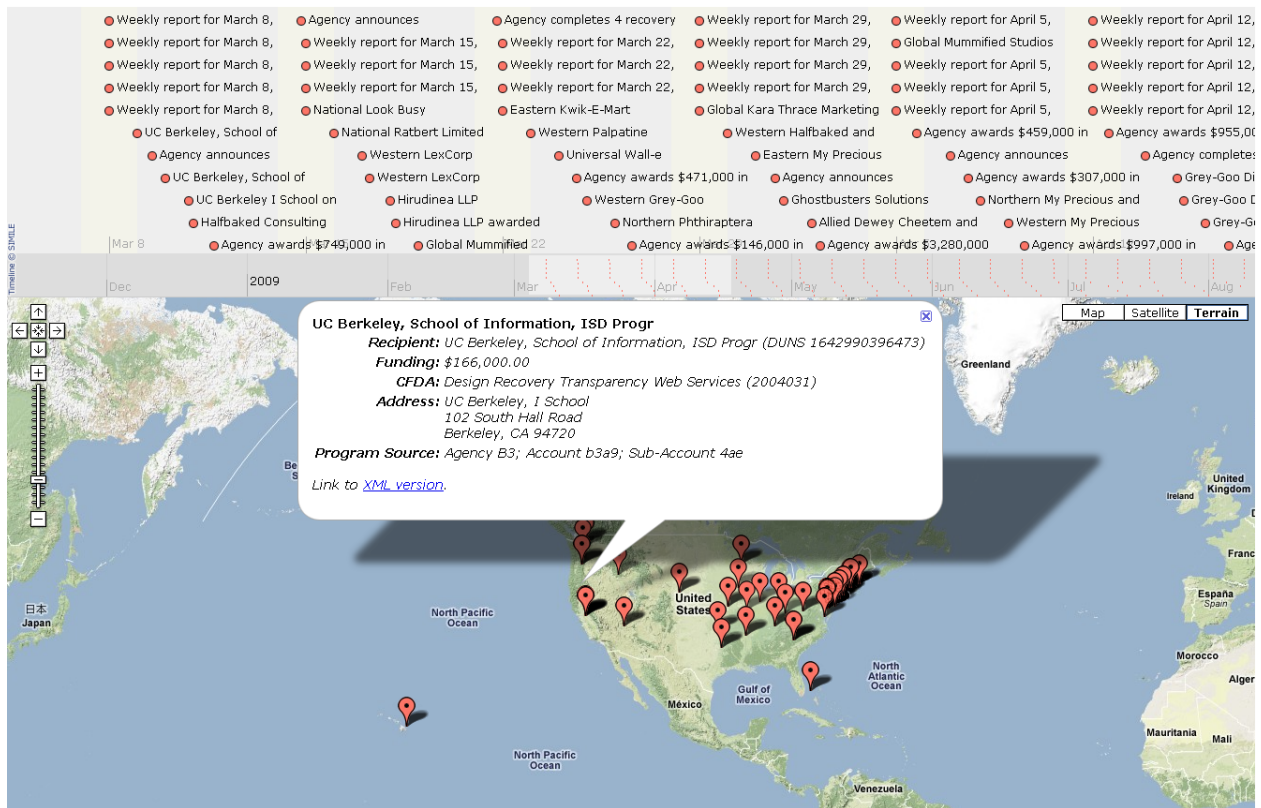 Weekly report for March 8, Agency announces Agency completes 4 recovery Weekly report for March 29, Weekly report for April 5, Weekly report for April 12,
Weekly report for March 8, Weekly report for March 15, Weekly report for March 22, Weekly report for March 29, Global Mummified Studios Weekly report for April 12,
Weekly report for March 8, Weekly report for March 15, Weekly report for March 22, Weekly report for March 29, Weekly report for April 5, Weekly report for April 12,
Weekly report for March 8, Weekly report for March 15, Weekly report for March 22, Weekly report for March 29, Weekly report for April 5, Weekly report for April 12,
Weekly report for March 8, National Look Busy Eastern Kwik-E-Mart Global Kara Thrace Marketing Weekly report for April 5, Weekly report for April 12,
UC Berkeley, School of National Ratbert Limited Western Palpatine Western Halfbaked and Agency awards $459,000 in Agency awards $955,00
Agency announces Western LexCorp Universal Wall-e Eastern My Precious Agency announces Agency completes
UC Berkeley, School of Western LexCorp Agency awards $471,000 in Agency announces Agency awards $307,000 in Grey-Goo Di
UC Berkeley I School on Hirudinea LLP Western Grey-Goo Ghostbusters Solutions Northern My Precious and Grey-Goo D
Halfbaked Consulting Hirudinea LLP awarded Northern Phthiraptera Allied Dewey Cheetem and Western My Precious Grey-G
Mar 8 Agency awards $749,000 in Global Mummified 22 Agency awards $146,000 in Agency awards $3,280,000 Agency awards $997,000 in Age
Timeline © SIMILE
Dec 2009 Feb Mar Apr May Jun Jul Aug
Map Satellite Terrain
UC Berkeley, School of Information, ISD Progr
Recipient: UC Berkeley, School of Information, ISD Progr (DUNS 1642990396473)
Funding: $166,000.00
CFDA: Design Recovery Transparency Web Services (2004031)
Address: UC Berkeley, I School
102 South Hall Road
Berkeley, CA 94720
Program Source: Agency B3; Account b3a9; Sub-Account 4ae
Link to XML version.
Greenland
Be
S
United
Kingdom
Ireland
Franc
España
Spain
日本
Japan
North Pacific
Ocean
United
States
North
Atlantic
Ocean
Gulf of
Mexico
México
Morocco
Alger
Mauritania
Mali
North Pacific
Ocean
Venezuela